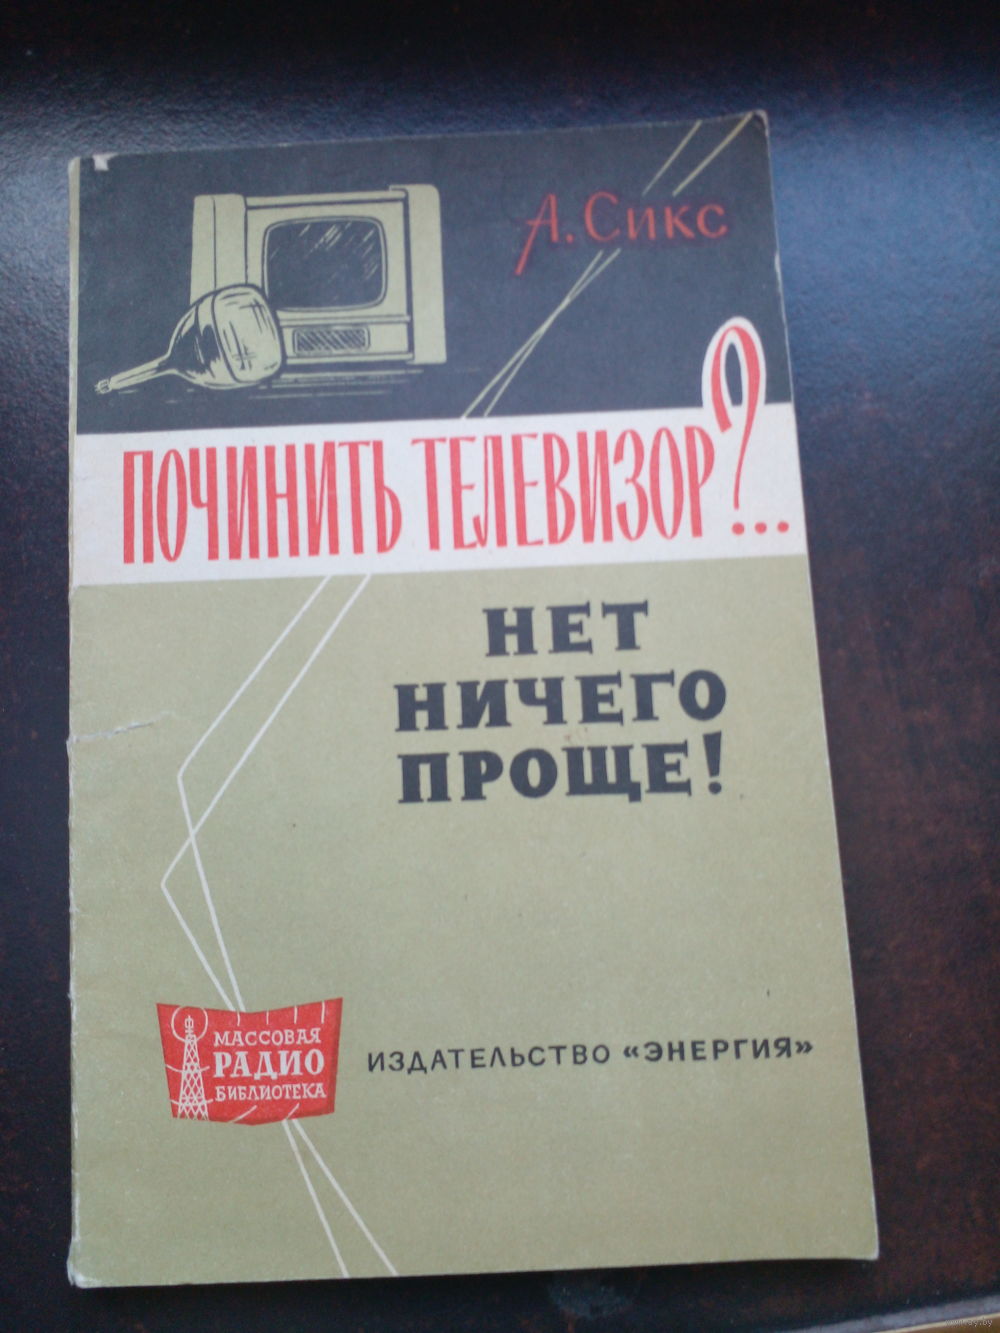 А. Сикс
ПОЧИНИТЬ ТЕЛЕВИЗОР?...
НЕТ
НИЧЕГО
ПРОЩЕ!
МАССОВАЯ
РАДИО
БИБЛИОТЕКА
ИЗДАТЕЛЬСТВО «ЭНЕРГИЯ»